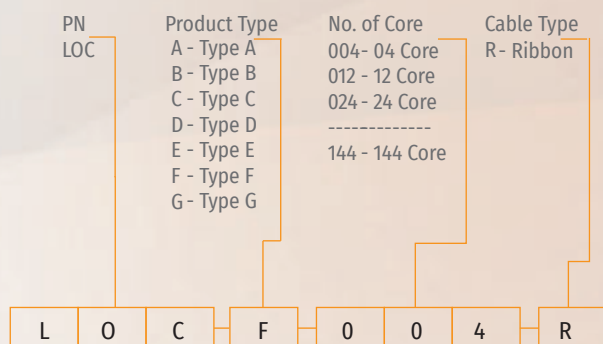 PN
LOC
Product Type
A - Type A
B - Type B
C - Type C
D - Type D
E - Type E
F - Type F
G - Type G
No. of Core
004- 04 Core
012 - 12 Core
024 - 24 Core
-------------
144 - 144 Core
Cable Type
R - Ribbon
L O C - F - 0 0 4 - R